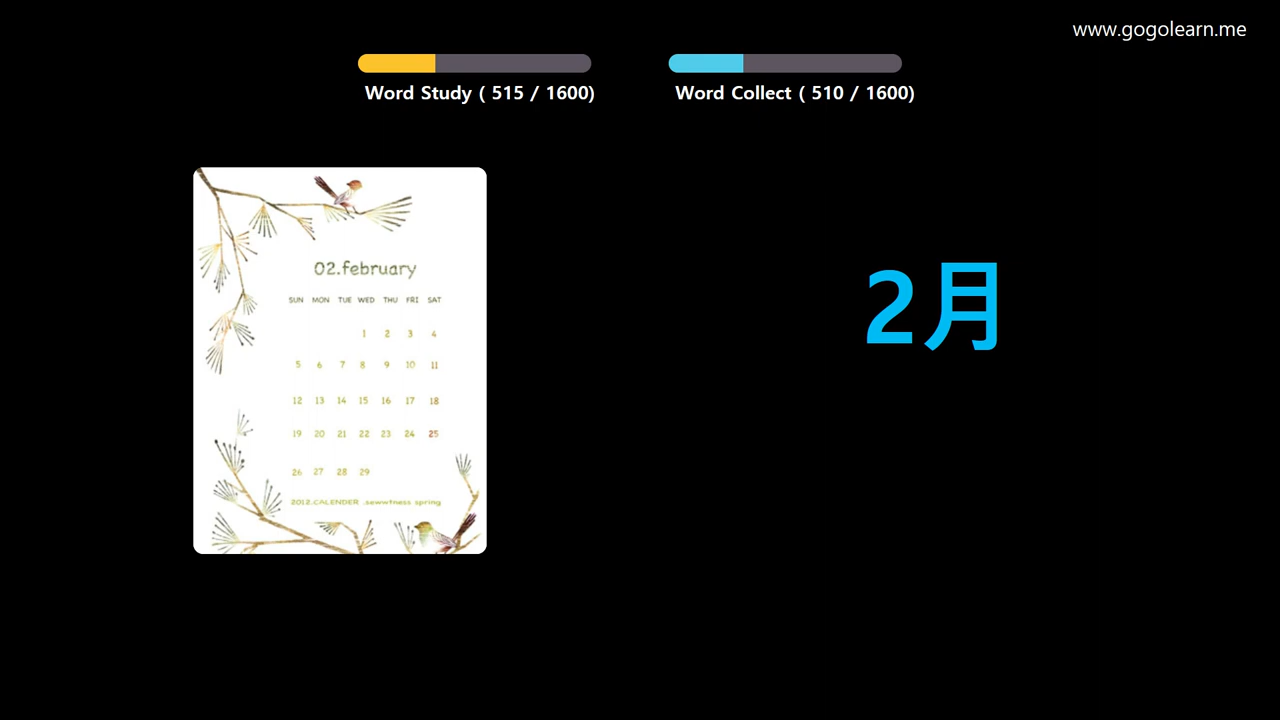 www.gogolearn.me
Word Study ( 515 / 1600)
Word Collect ( 510 / 1600)
02.february
SUN MON TUE WED THU FRI SAT
1 2 3 4
5 6 7 8 9 10 11
12 13 14 15 16 17 18
19 20 21 22 23 24 25
26 27 28 29
2012.CALENDER .sewwtness spring
2月